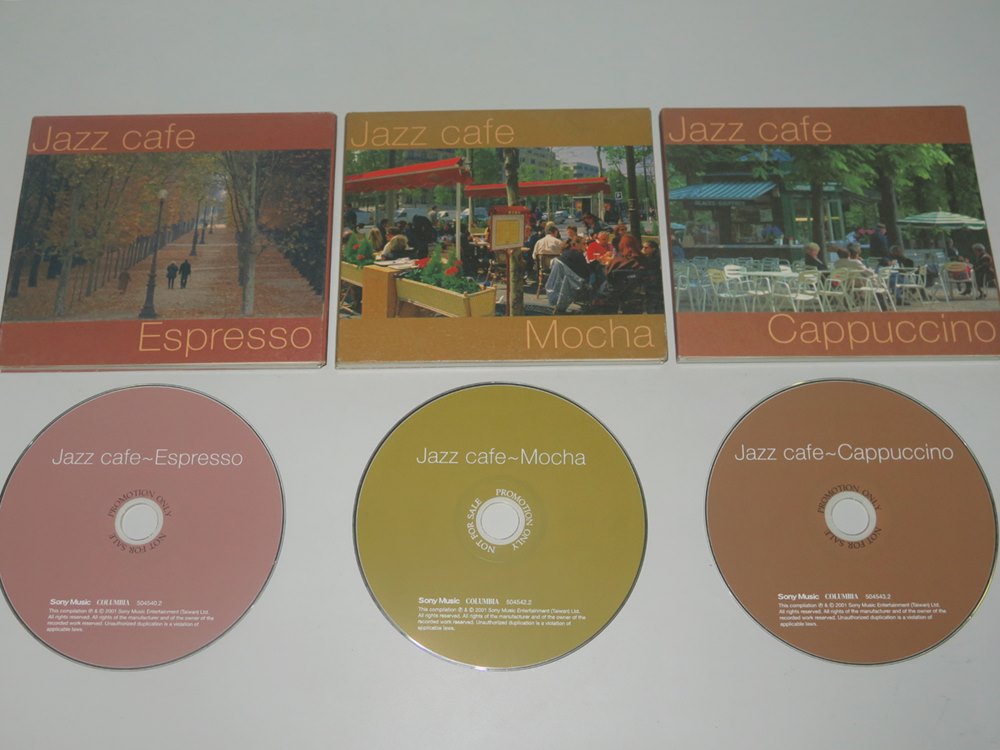 Jazz cafe
Espresso
Jazz cafe
Mocha
Jazz cafe
Cappuccino
Jazz cafe~Espresso
PROMOTION ONLY
NOT FOR SALE
Sony Music COLUMBIA 504540.2
This compilation ℗ & © 2001 Sony Music Entertainment (Taiwan) Ltd.
All rights reserved. All rights of the manufacturer and of the owner of the
recorded work reserved. Unauthorized duplication is a violation of
applicable laws.
Jazz cafe~Mocha
PROMOTION ONLY
NOT FOR SALE
Sony Music COLUMBIA 504542.2
This compilation ℗ & © 2001 Sony Music Entertainment (Taiwan) Ltd.
All rights reserved. All rights of the manufacturer and of the owner of the
recorded work reserved. Unauthorized duplication is a violation of
applicable laws.
Jazz cafe~Cappuccino
PROMOTION ONLY
NOT FOR SALE
Sony Music COLUMBIA 504543.2
This compilation ℗ & © 2001 Sony Music Entertainment (Taiwan) Ltd.
All rights reserved. All rights of the manufacturer and of the owner of the
recorded work reserved. Unauthorized duplication is a violation of
applicable laws.